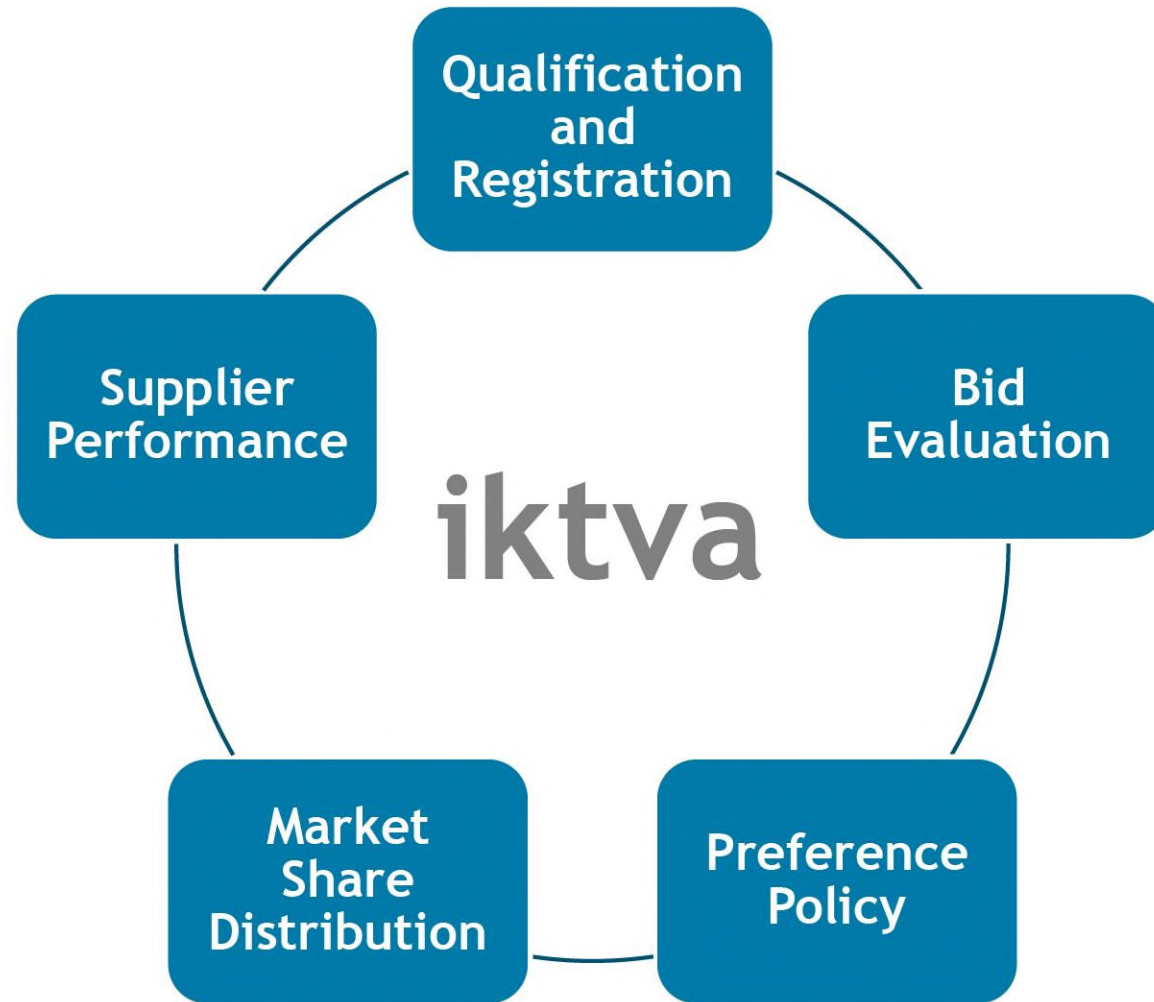 Qualification
and
Registration
Supplier
Performance
Bid
Evaluation
iktva
Market
Share
Distribution
Preference
Policy